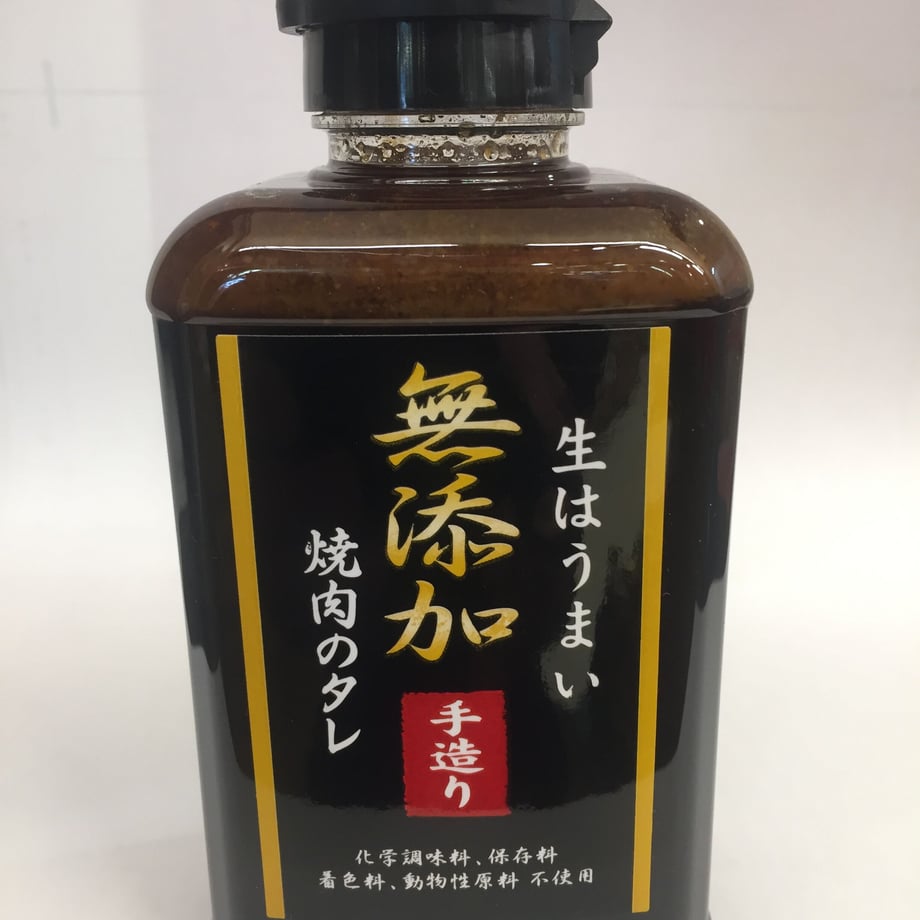 生はうまい
無添加
手造り
焼肉のタレ
化学調味料、保存料
着色料、動物性原料 不使用